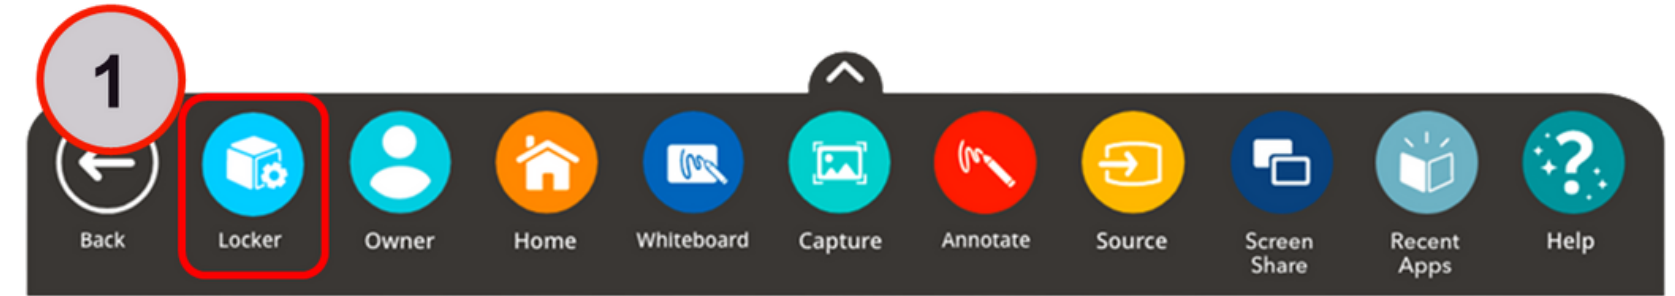 1
Back
Locker
Owner
Home
Whiteboard
Capture
Annotate
Source
Screen
Share
Recent
Apps
Help